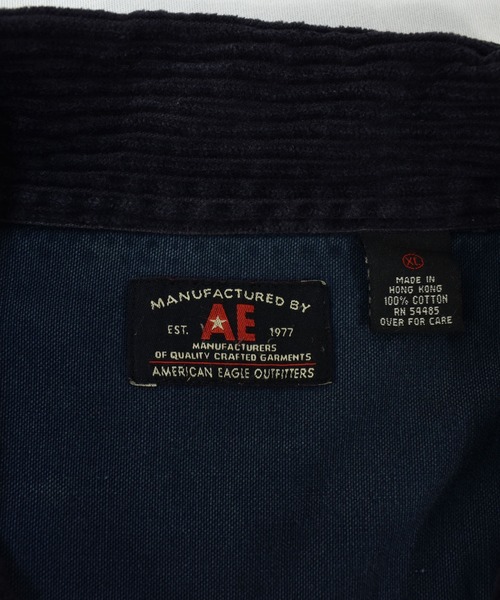 MANUFACTURED BY
EST. AE 1977
MANUFACTURERS
OF QUALITY CRAFTED GARMENTS
AMERICAN EAGLE OUTFITTERS
XL
MADE IN
HONG KONG
100% COTTON
RN 54485
OVER FOR CARE